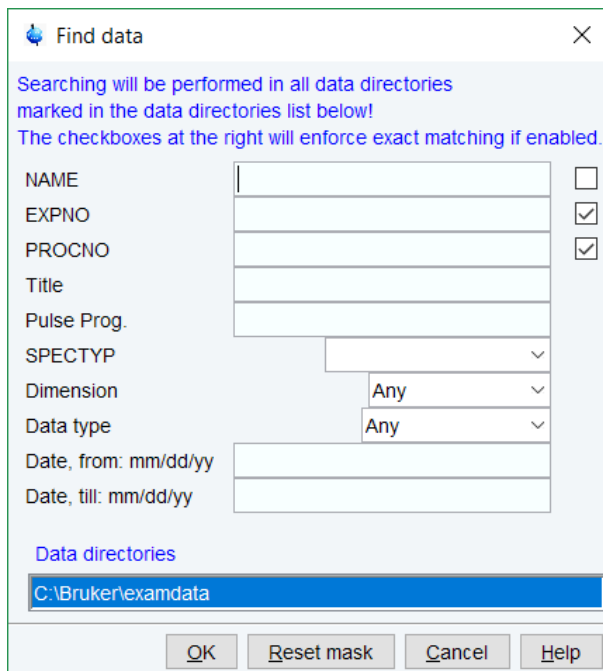 Find data
Searching will be performed in all data directories
marked in the data directories list below!
The checkboxes at the right will enforce exact matching if enabled.
NAME
EXPNO
PROCNO
Title
Pulse Prog.
SPECTYP
Dimension Any
Data type Any
Date, from: mm/dd/yy
Date, till: mm/dd/yy
Data directories
C:\Bruker\examdata
OK Reset mask Cancel Help